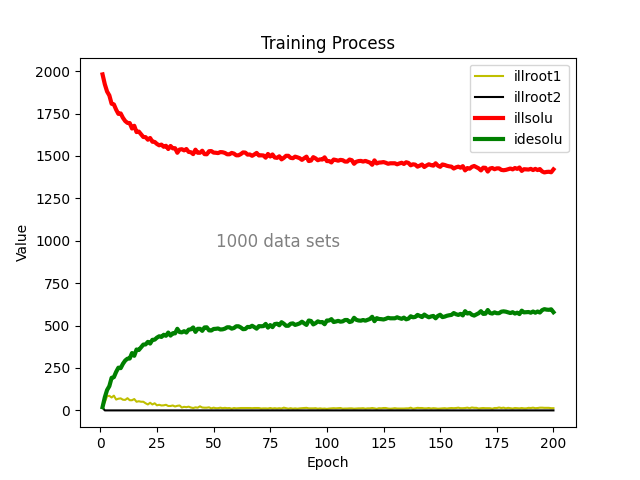 Training Process
illroot1
illroot2
illsolu
idesolu
1000 data sets
Value
2000
1750
1500
1250
1000
750
500
250
0
0 25 50 75 100 125 150 175 200
Epoch